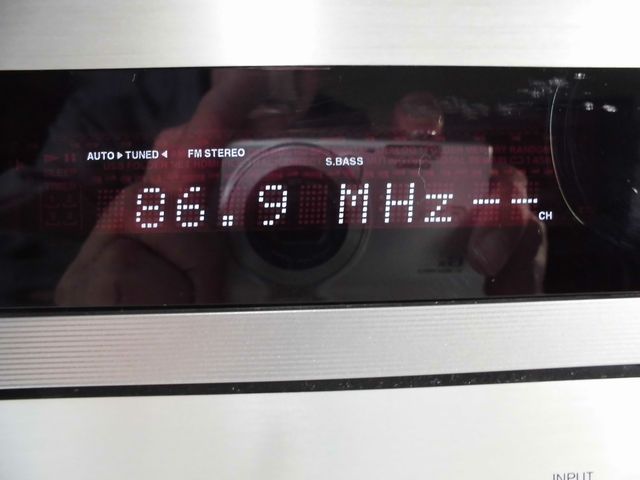 AUTO ▶ TUNED ◀ FM STEREO S.BASS
86.9 MHz -- CH
INPUT